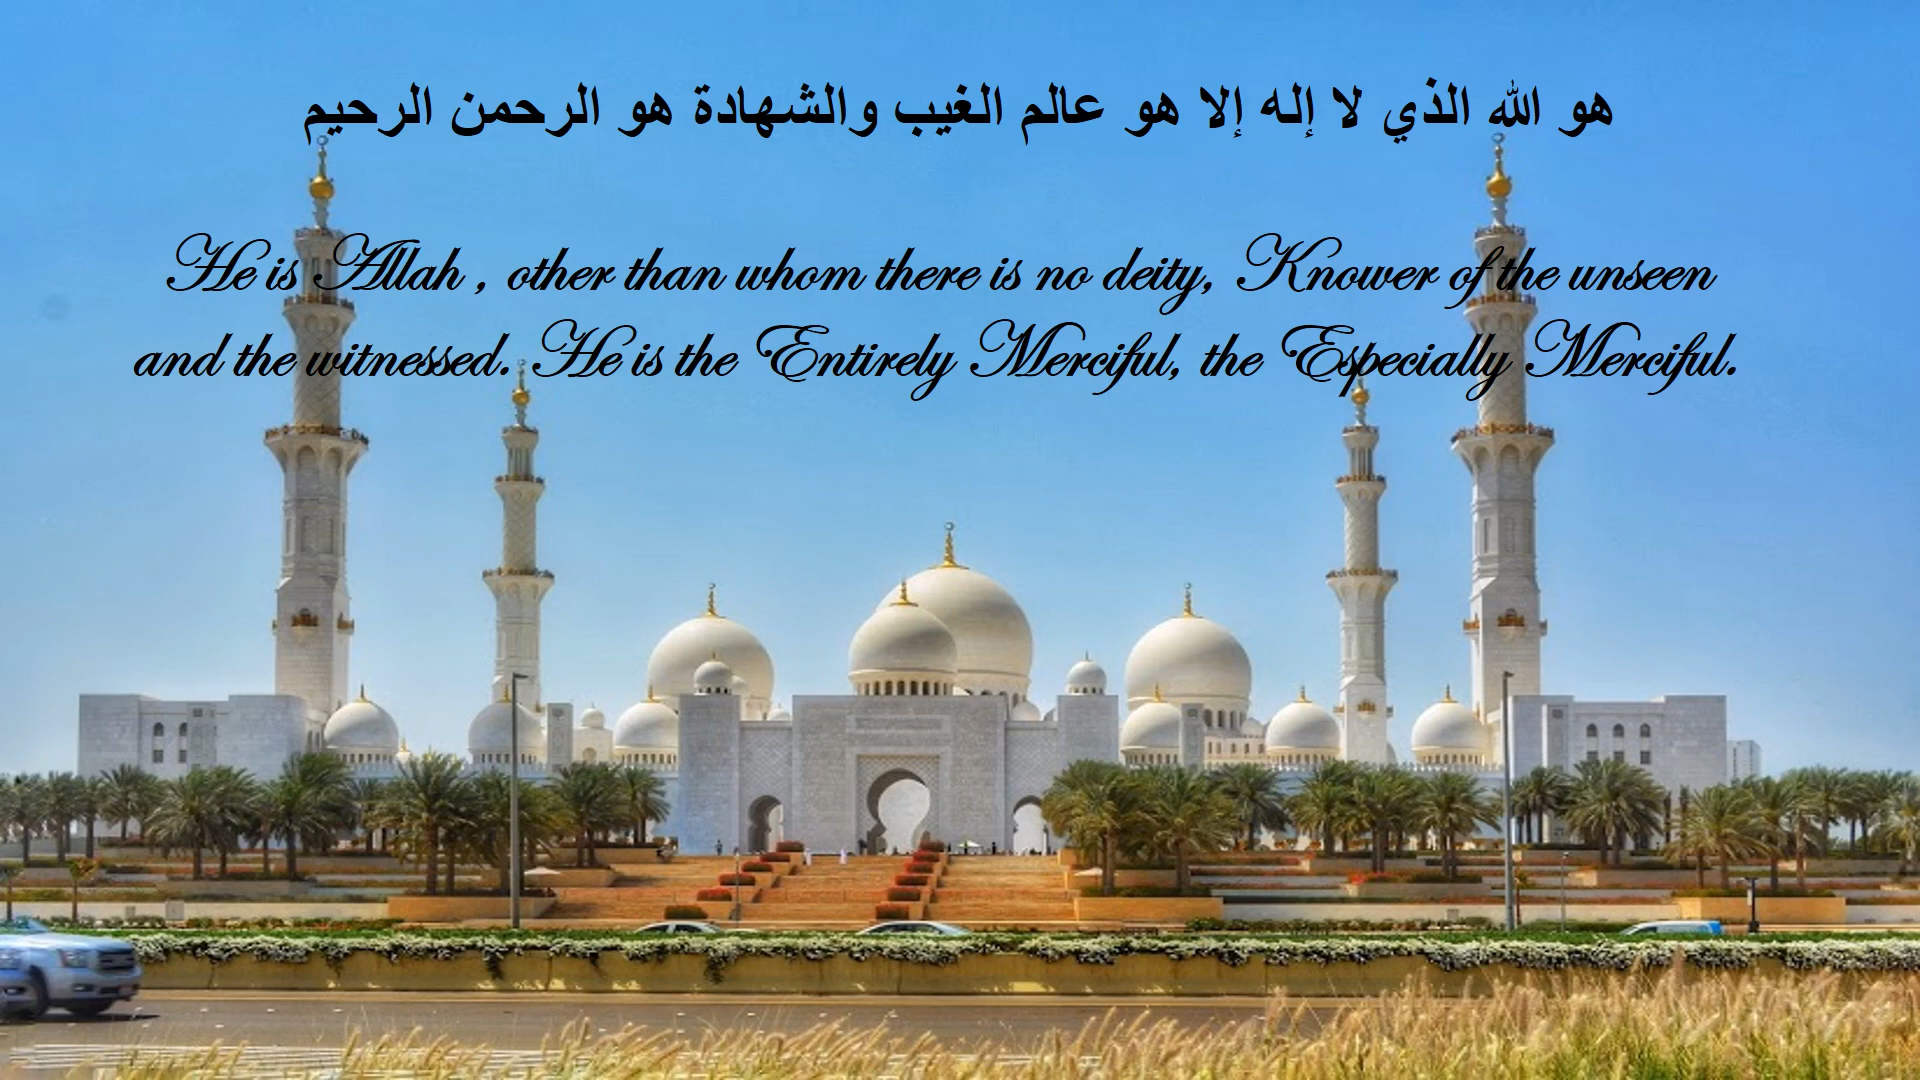 هو الله الذي لا إله إلا هو عالم الغيب والشهادة هو الرحمن الرحيم
He is Allah , other than whom there is no deity, Knower of the unseen
and the witnessed. He is the Entirely Merciful, the Especially Merciful.